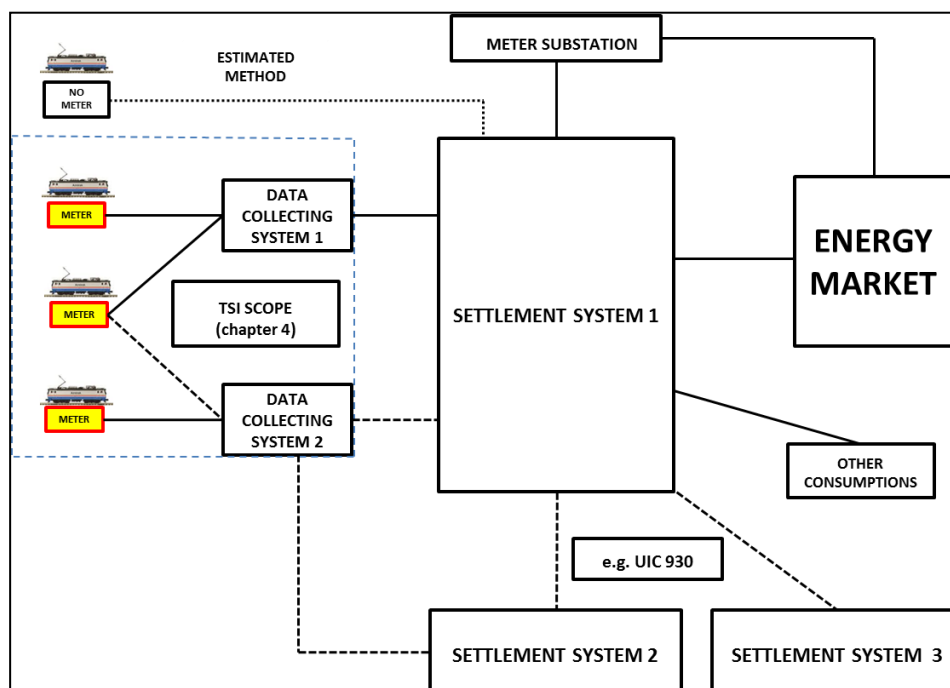 METER SUBSTATION
ESTIMATED
METHOD
NO
METER
METER
DATA
COLLECTING
SYSTEM 1
ENERGY
MARKET
METER
TSI SCOPE
(chapter 4)
SETTLEMENT SYSTEM 1
METER
DATA
COLLECTING
SYSTEM 2
OTHER
CONSUMPTIONS
e.g. UIC 930
SETTLEMENT SYSTEM 2
SETTLEMENT SYSTEM 3